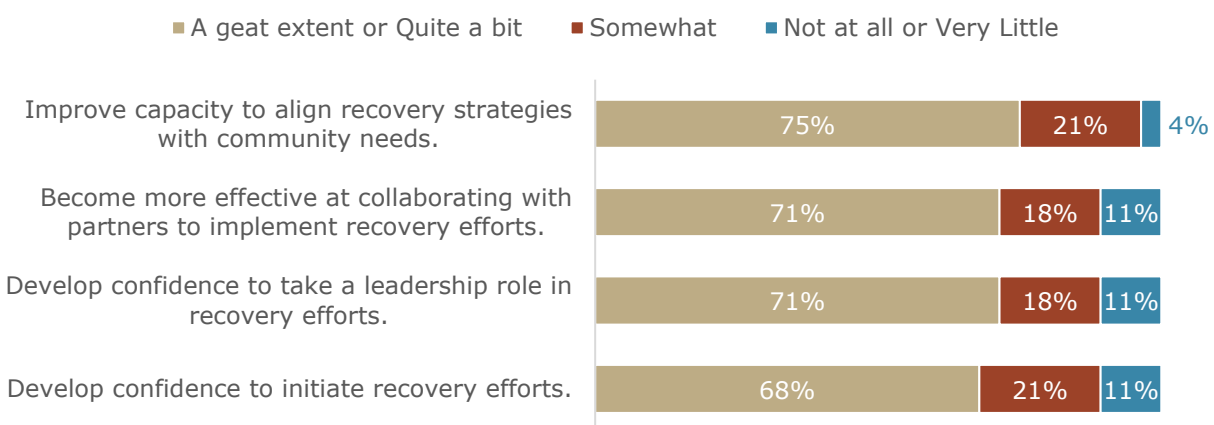 A geat extent or Quite a bit Somewhat Not at all or Very Little
Improve capacity to align recovery strategies
with community needs.
75% 21% 4%
Become more effective at collaborating with
partners to implement recovery efforts.
71% 18% 11%
Develop confidence to take a leadership role in
recovery efforts.
71% 18% 11%
Develop confidence to initiate recovery efforts.
68% 21% 11%